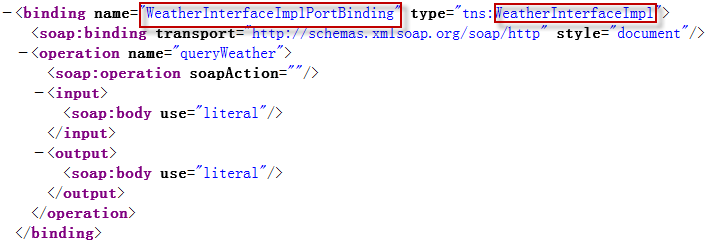 −<binding name="WeatherInterfaceImplPortBinding" type="tns:WeatherInterfaceImpl">
<soap:binding transport="http://schemas.xmlsoap.org/soap/http" style="document"/>
−<operation name="queryWeather">
<soap:operation soapAction=""/>
−<input>
<soap:body use="literal"/>
</input>
−<output>
<soap:body use="literal"/>
</output>
</operation>
</binding>